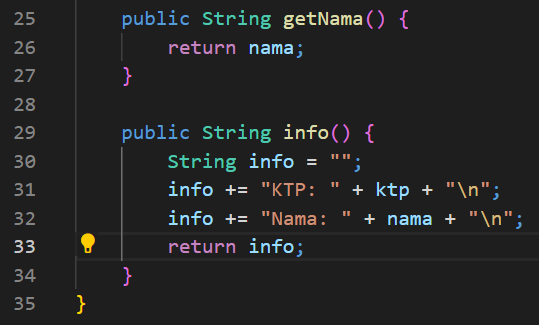 25 public String getNama() {
26 return nama;
27 }
28
29 public String info() {
30 String info = "";
31 info += "KTP: " + ktp + "\n";
32 info += "Nama: " + nama + "\n";
33 return info;
34 }
35 }